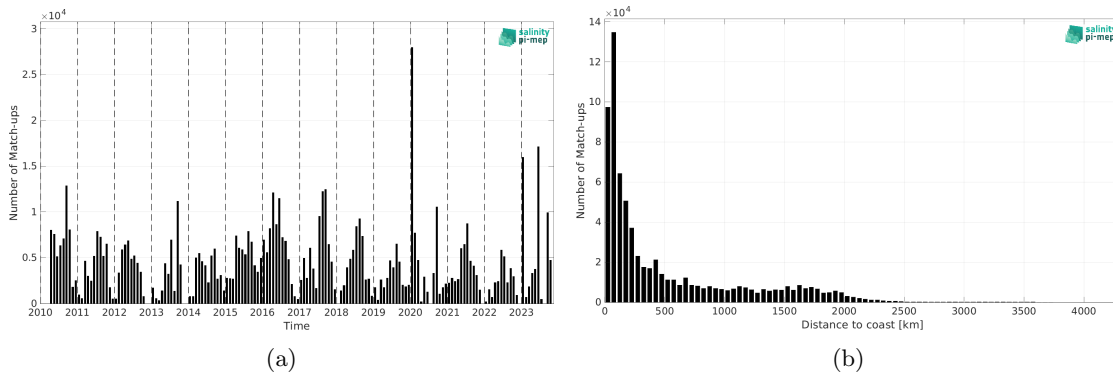 ×10⁴
3
2.5
2
1.5
1
0.5
0
Number of Match-ups
2010 2011 2012 2013 2014 2015 2016 2017 2018 2019 2020 2021 2022 2023
Time
salinity
pi-mep
(a)
×10⁴
14
12
10
8
6
4
2
0
Number of Match-ups
0 500 1000 1500 2000 2500 3000 3500 4000
Distance to coast [km]
salinity
pi-mep
(b)